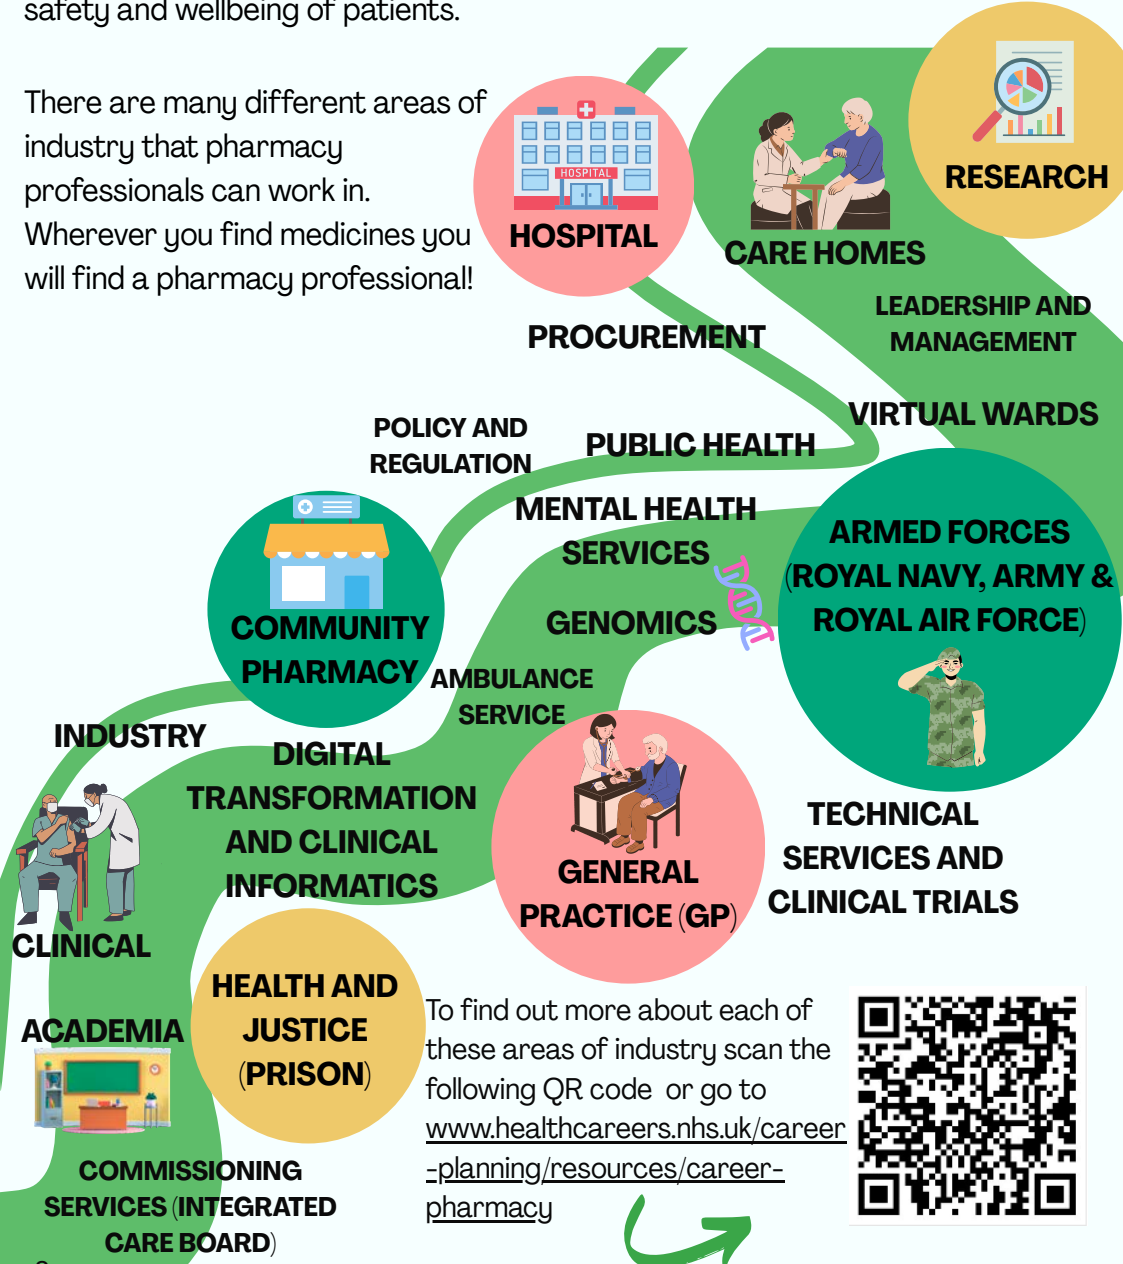 safety and wellbeing of patients.
There are many different areas of
industry that pharmacy
professionals can work in.
Wherever you find medicines you
will find a pharmacy professional!
HOSPITAL
HOSPITAL
CARE HOMES
RESEARCH
LEADERSHIP AND
MANAGEMENT
PROCUREMENT
VIRTUAL WARDS
POLICY AND
REGULATION
PUBLIC HEALTH
MENTAL HEALTH
SERVICES
ARMED FORCES
(ROYAL NAVY, ARMY &
ROYAL AIR FORCE)
GENOMICS
COMMUNITY
PHARMACY
AMBULANCE
SERVICE
INDUSTRY
DIGITAL
TRANSFORMATION
AND CLINICAL
INFORMATICS
GENERAL
PRACTICE (GP)
TECHNICAL
SERVICES AND
CLINICAL TRIALS
CLINICAL
HEALTH AND
JUSTICE
(PRISON)
ACADEMIA
To find out more about each of
these areas of industry scan the
following QR code or go to
www.healthcareers.nhs.uk/career
-planning/resources/career-
pharmacy
COMMISSIONING
SERVICES (INTEGRATED
CARE BOARD)